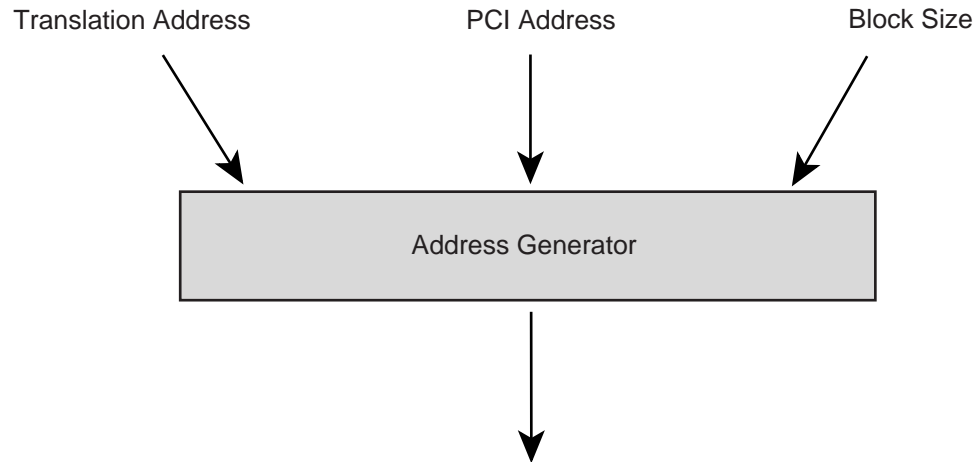 Translation Address
PCI Address
Block Size
Address Generator